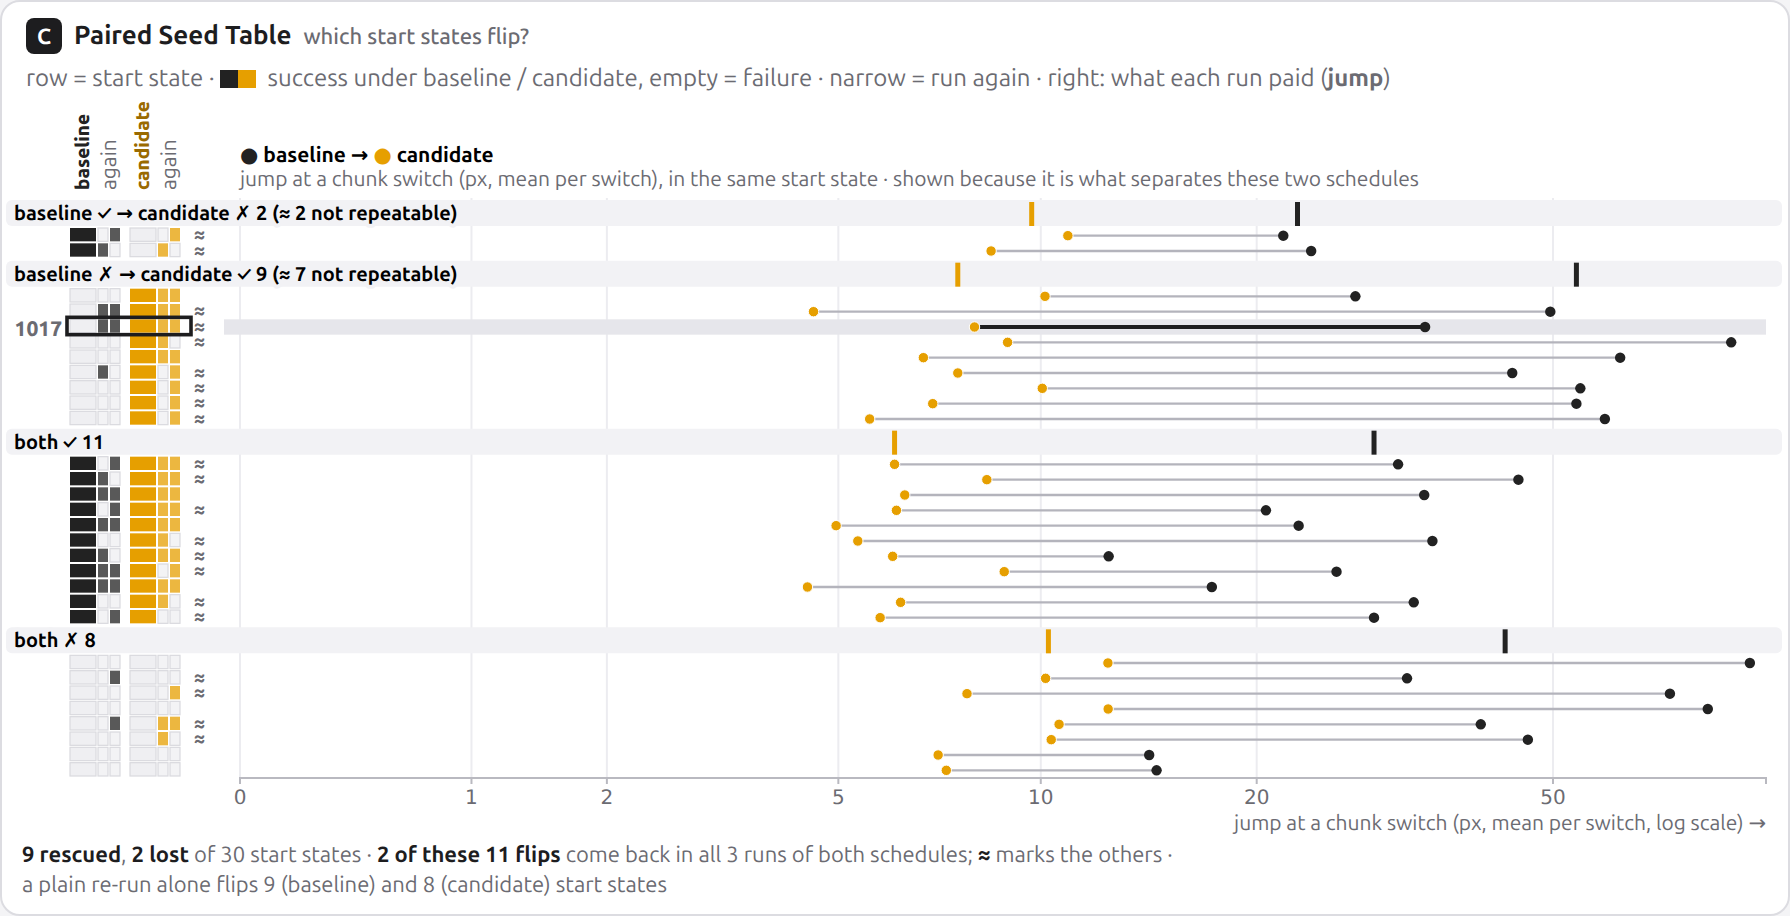 C Paired Seed Table which start states flip?
row = start state · success under baseline / candidate, empty = failure · narrow = run again · right: what each run paid (jump)
baseline again candidate again
● baseline → ● candidate
jump at a chunk switch (px, mean per switch), in the same start state · shown because it is what separates these two schedules
baseline ✓ → candidate ✗ 2 (≈ 2 not repeatable)
≈
≈
baseline ✗ → candidate ✓ 9 (≈ 7 not repeatable)
≈
1017 ≈
≈
≈
≈
≈
≈
both ✓ 11
≈
≈
≈
≈
≈
≈
≈
≈
both ✗ 8
≈
≈
≈
≈
0 1 2 5 10 20 50
jump at a chunk switch (px, mean per switch, log scale) →
9 rescued, 2 lost of 30 start states · 2 of these 11 flips come back in all 3 runs of both schedules; ≈ marks the others ·
a plain re-run alone flips 9 (baseline) and 8 (candidate) start states